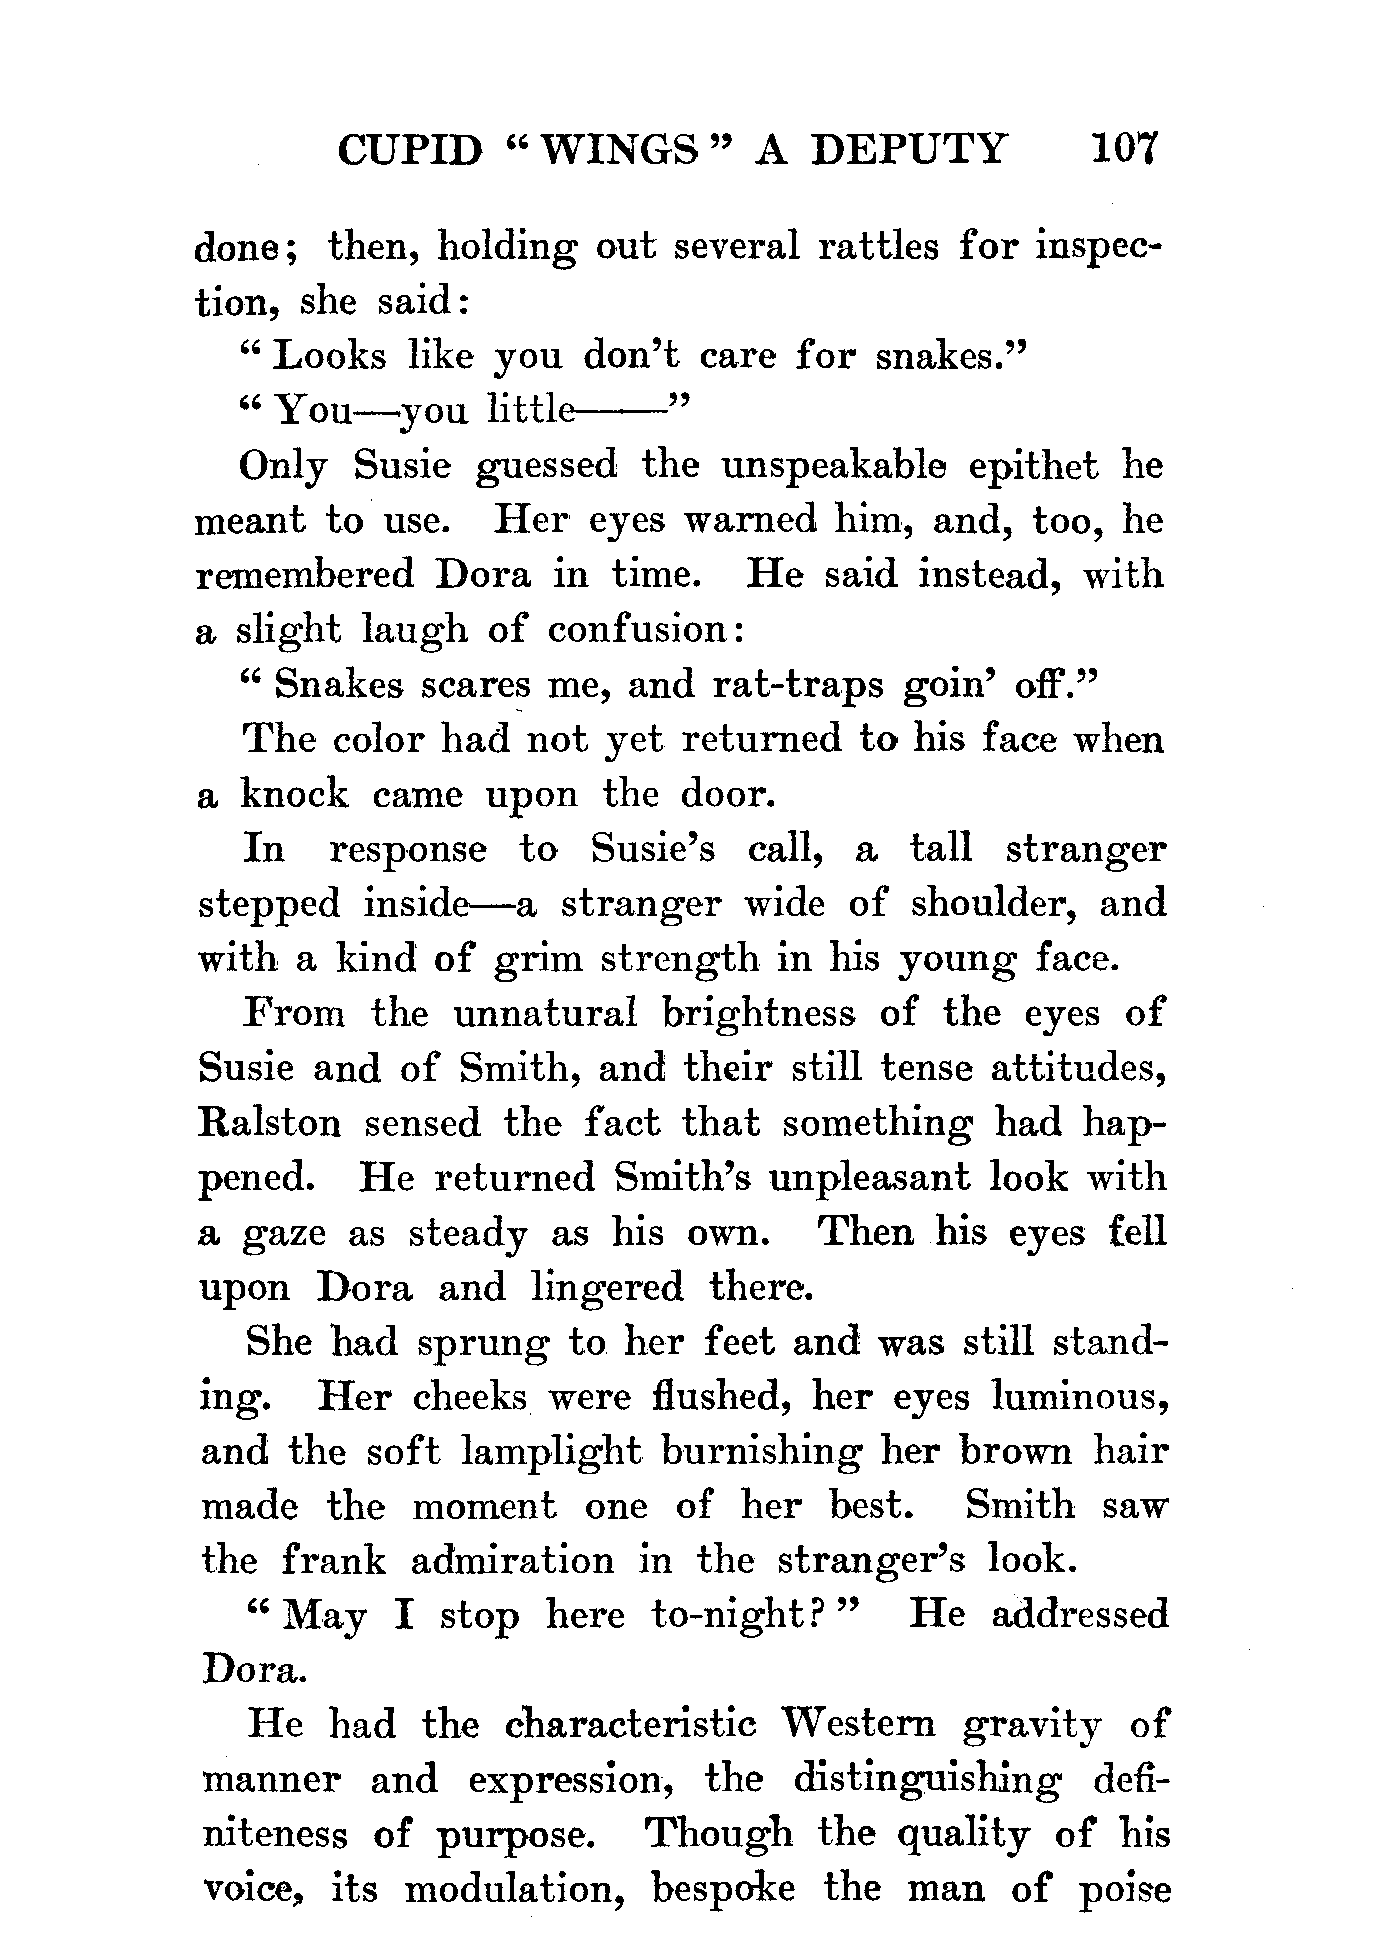 CUPID “ WINGS ” A DEPUTY 107
done; then, holding out several rattles for inspec-
tion, she said:
“ Looks like you don’t care for snakes.”
“ You—you little——”
Only Susie guessed the unspeakable epithet he
meant to use. Her eyes warned him, and, too, he
remembered Dora in time. He said instead, with
a slight laugh of confusion:
“ Snakes scares me, and rat-traps goin’ off.”
The color had not yet returned to his face when
a knock came upon the door.
In response to Susie’s call, a tall stranger
stepped inside—a stranger wide of shoulder, and
with a kind of grim strength in his young face.
From the unnatural brightness of the eyes of
Susie and of Smith, and their still tense attitudes,
Ralston sensed the fact that something had hap-
pened. He returned Smith’s unpleasant look with
a gaze as steady as his own. Then his eyes fell
upon Dora and lingered there.
She had sprung to her feet and was still stand-
ing. Her cheeks were flushed, her eyes luminous,
and the soft lamplight burnishing her brown hair
made the moment one of her best. Smith saw
the frank admiration in the stranger’s look.
“ May I stop here to-night? ” He addressed
Dora.
He had the characteristic Western gravity of
manner and expression, the distinguishing defi-
niteness of purpose. Though the quality of his
voice, its modulation, bespoke the man of poise